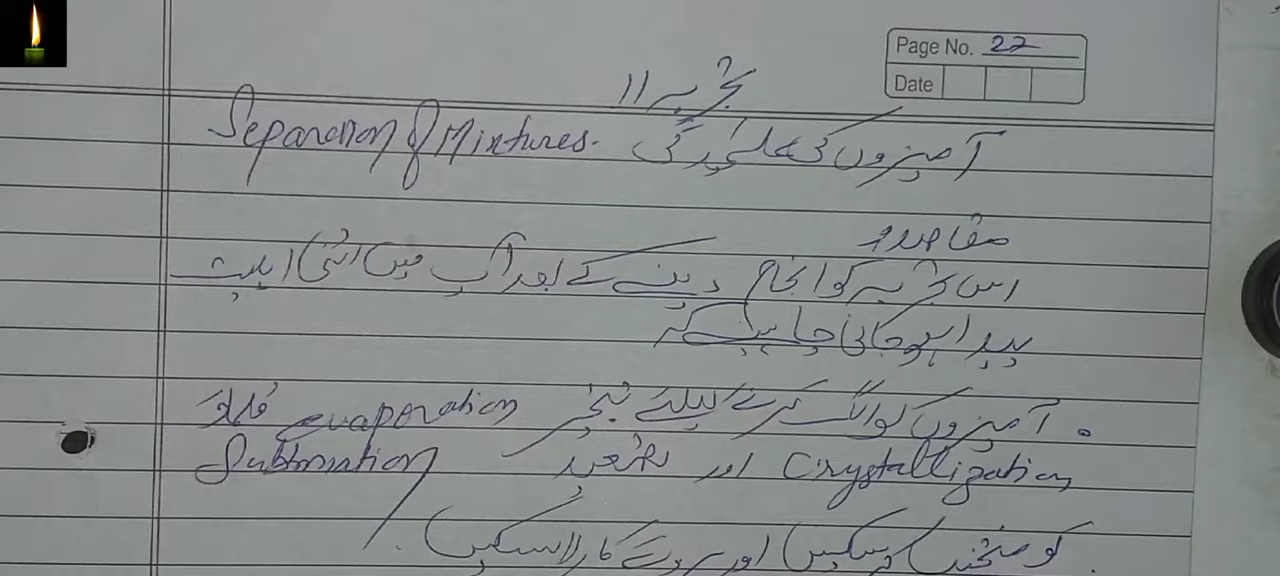 Page No. 22
Date
تجربہ 11
آمیزوں کی علیحدگی Separation of Mixtures.
مقاصد
اس تجربہ کو انجام دینے کے بعد آپ میں اتنی اہلیت
پیدا ہو جانی چاہیئے کہ
آمیزوں کو الگ کرنے کیلئے تبخیر evaporation قلماؤ
Crystallization اور تصعید Sublimation
کو منتخب کر سکیں اور بروئے کار لا سکیں.